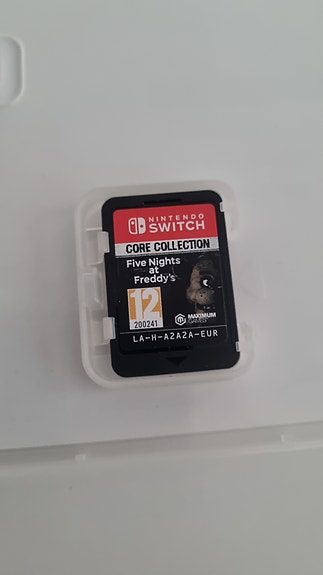 NINTENDO
SWITCH
CORE COLLECTION
Five Nights
at
Freddy's
12
200241
MAXIMUM
GAMES
LA-H-A2A2A-EUR